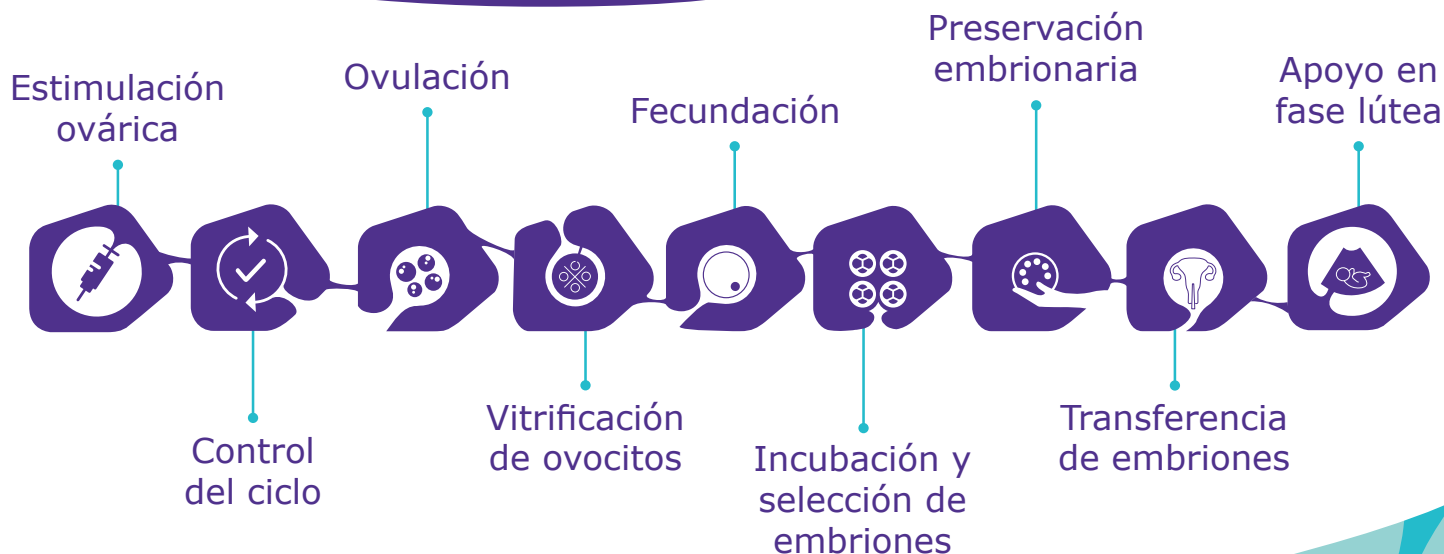 Estimulación
ovárica
Control
del ciclo
Ovulación
Vitrificación
de ovocitos
Fecundación
Incubación y
selección de
embriones
Preservación
embrionaria
Transferencia
de embriones
Apoyo en
fase lútea